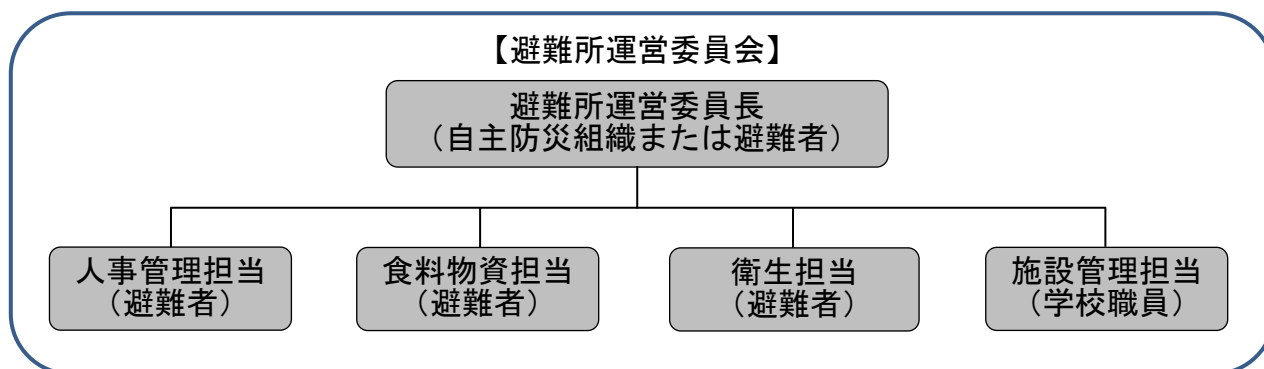 【避難所運営委員会】
避難所運営委員長
（自主防災組織または避難者）
人事管理担当
（避難者）
食料物資担当
（避難者）
衛生担当
（避難者）
施設管理担当
（学校職員）